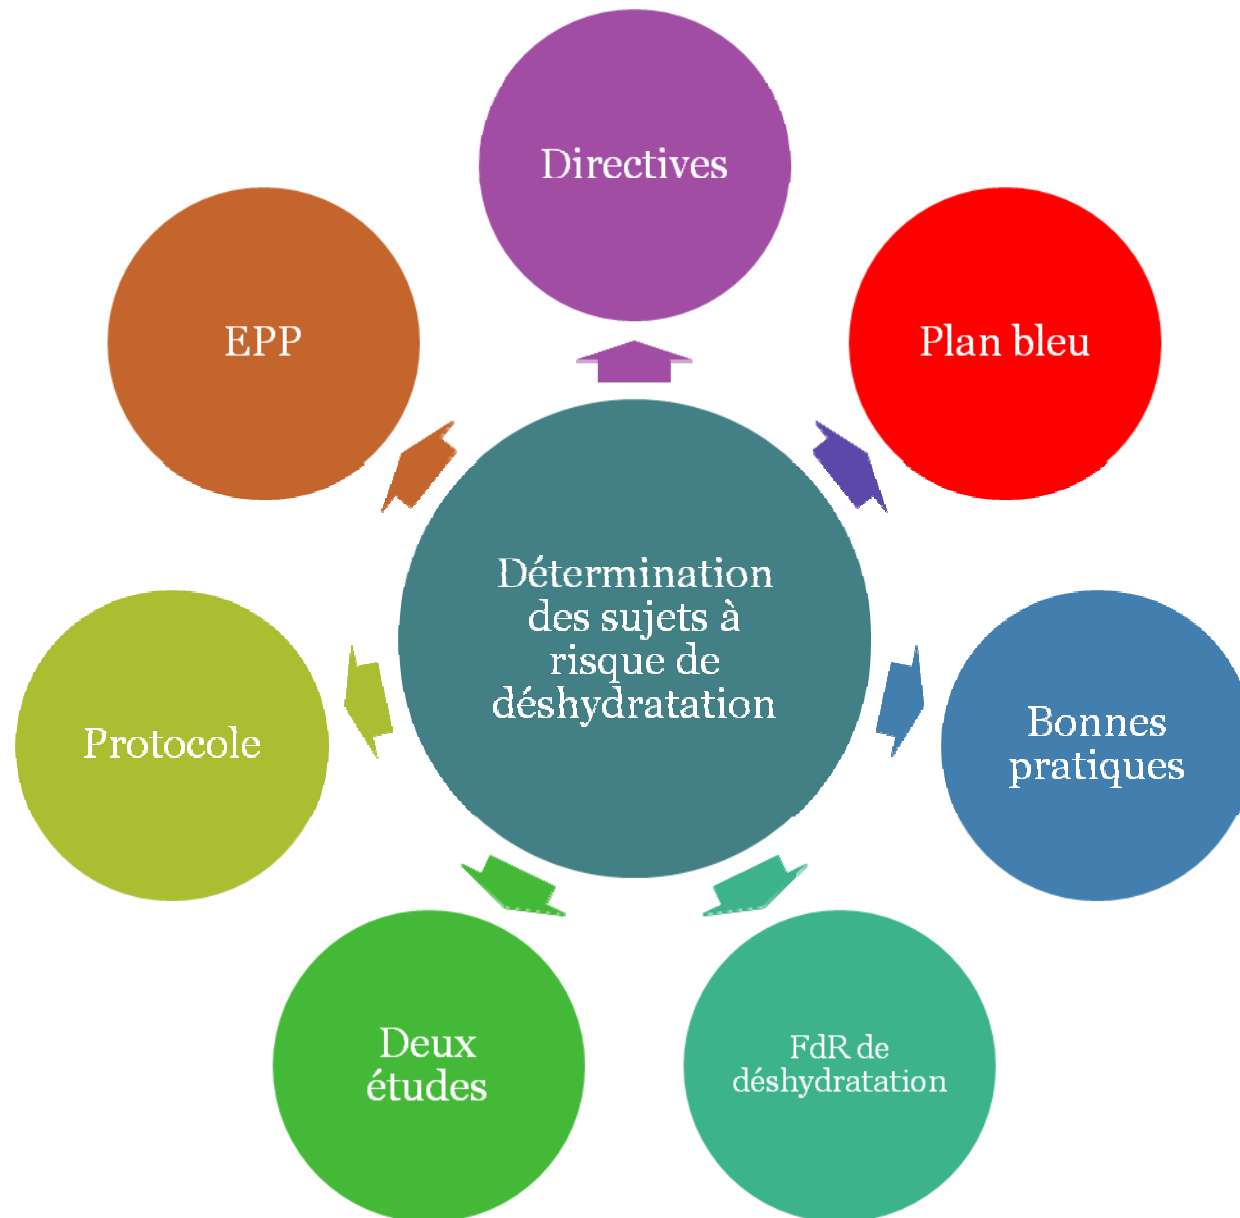 Directives
EPP
Plan bleu
Détermination
des sujets à
risque de
déshydratation
Protocole
Bonnes
pratiques
Deux
études
FdR de
déshydratation